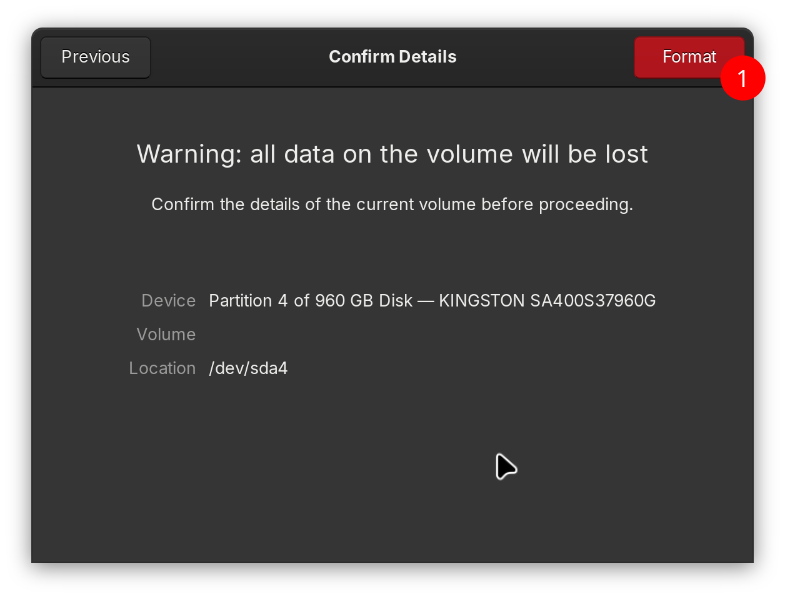 Previous
Confirm Details
Format
1
Warning: all data on the volume will be lost
Confirm the details of the current volume before proceeding.
Device Partition 4 of 960 GB Disk — KINGSTON SA400S37960G
Volume
Location /dev/sda4